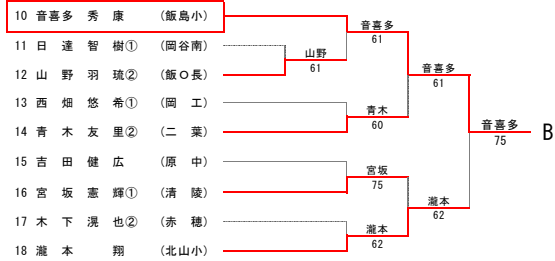 10 音喜多 秀 康 (飯島小)
11 日 達 智 樹① (岡谷南)
12 山 野 羽 琉② (飯O長)
13 西 畑 悠 希① (岡 工)
14 青 木 友 里② (二 葉)
15 吉 田 健 広 (原 中)
16 宮 坂 憲 輝① (清 陵)
17 木 下 滉 也② (赤 穂)
18 瀧 本 翔 (北山小)
山野
61
音喜多
61
青木
60
宮坂
75
瀧本
62
音喜多
61
瀧本
62
音喜多
75
B